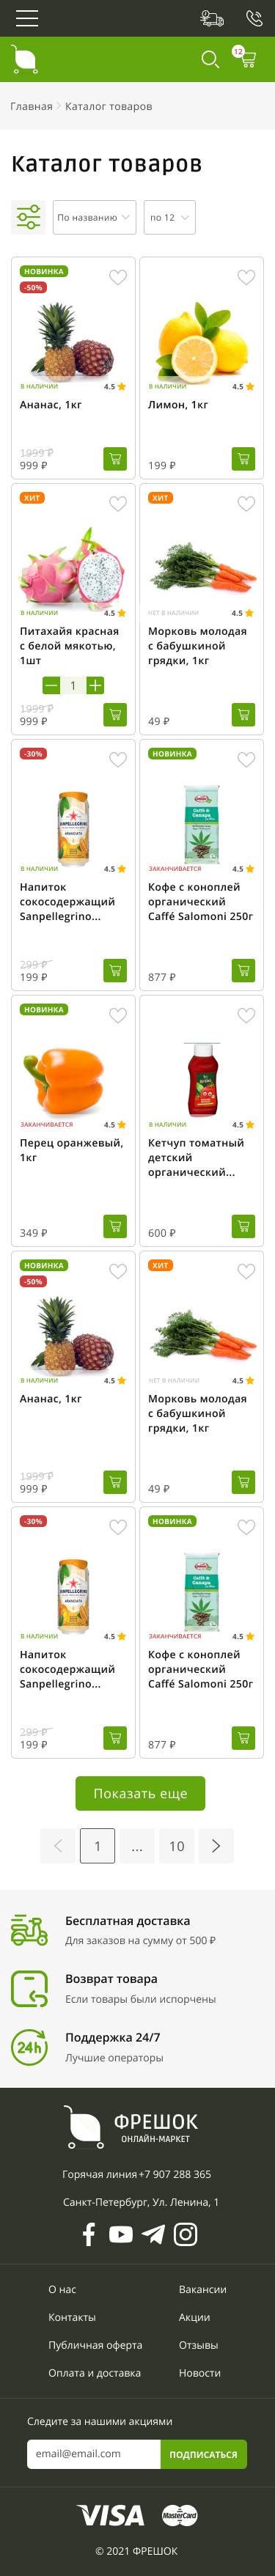 12
Главная > Каталог товаров
Каталог товаров
По названию
по 12
НОВИНКА
-50%
В НАЛИЧИИ 4.5
Ананас, 1кг
1999 ₽
999 ₽
В НАЛИЧИИ 4.5
Лимон, 1кг
199 ₽
ХИТ
В НАЛИЧИИ 4.5
Питахайя красная
с белой мякотью,
1шт
1
1999 ₽
999 ₽
ХИТ
НЕТ В НАЛИЧИИ 4.5
Морковь молодая
с бабушкиной
грядки, 1кг
49 ₽
-30%
SANPELLEGRINO
ARANCIATA
В НАЛИЧИИ 4.5
Напиток
сокосодержащий
Sanpellegrino...
299 ₽
199 ₽
НОВИНКА
Caffè &
Canapa
ЗАКАНЧИВАЕТСЯ 4.5
Кофе с коноплей
органический
Caffé Salomoni 250г
877 ₽
НОВИНКА
ЗАКАНЧИВАЕТСЯ 4.5
Перец оранжевый,
1кг
349 ₽
В НАЛИЧИИ 4.5
Кетчуп томатный
детский
органический...
600 ₽
НОВИНКА
-50%
В НАЛИЧИИ 4.5
Ананас, 1кг
1999 ₽
999 ₽
ХИТ
НЕТ В НАЛИЧИИ 4.5
Морковь молодая
с бабушкиной
грядки, 1кг
49 ₽
-30%
SANPELLEGRINO
ARANCIATA
В НАЛИЧИИ 4.5
Напиток
сокосодержащий
Sanpellegrino...
299 ₽
199 ₽
НОВИНКА
Caffè &
Canapa
ЗАКАНЧИВАЕТСЯ 4.5
Кофе с коноплей
органический
Caffé Salomoni 250г
877 ₽
Показать еще
1 ... 10
Бесплатная доставка
Для заказов на сумму от 500 ₽
Возврат товара
Если товары были испорчены
24h
Поддержка 24/7
Лучшие операторы
ФРЕШОК
ОНЛАЙН-МАРКЕТ
Горячая линия +7 907 288 365
Санкт-Петербург, Ул. Ленина, 1
О нас
Вакансии
Контакты
Акции
Публичная оферта
Отзывы
Оплата и доставка
Новости
Следите за нашими акциями
email@email.com
ПОДПИСАТЬСЯ
VISA MasterCard
© 2021 ФРЕШОК